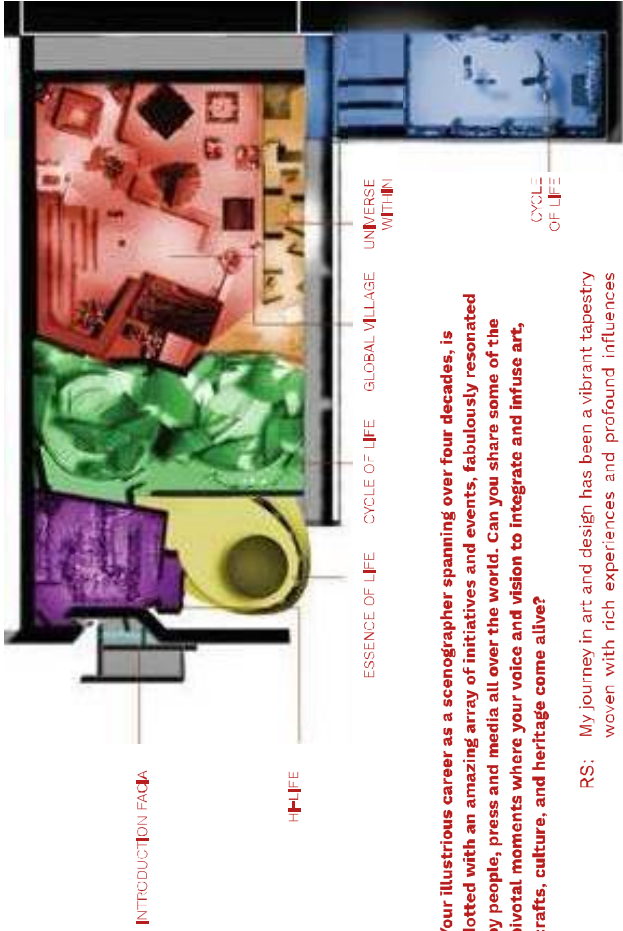 INTRODUCTION FACIA
HI-LIFE
ESSENCE OF LIFE
CYCLE OF LIFE
GLOBAL VILLAGE
UNIVERSE
WITHIN
CYCLE
OF LIFE
Your illustrious career as a scenographer spanning over four decades, is
dotted with an amazing array of initiatives and events, fabulously resonated
by people, press and media all over the world. Can you share some of the
pivotal moments where your voice and vision to integrate and infuse art,
crafts, culture, and heritage come alive?
RS: My journey in art and design has been a vibrant tapestry
woven with rich experiences and profound influences